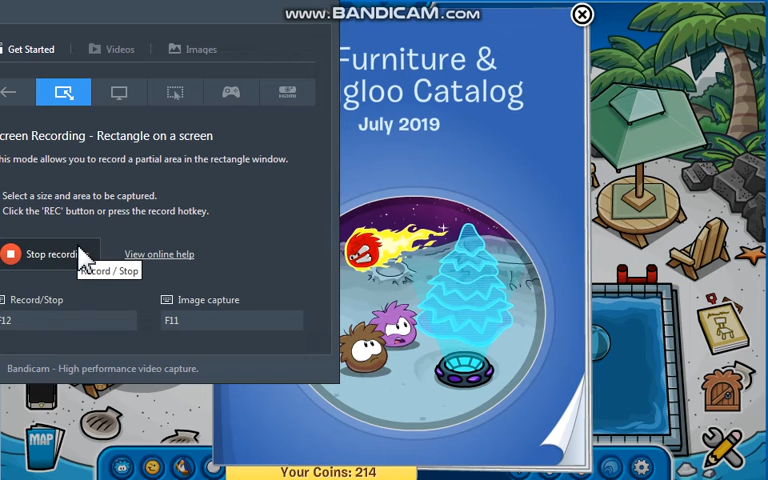 www.BANDICAM.com
Get Started
Videos
Images
HDMI
creen Recording - Rectangle on a screen
his mode allows you to record a partial area in the rectangle window.
Select a size and area to be captured.
Click the 'REC' button or press the record hotkey.
Stop recordin
View online help
Record / Stop
Record/Stop
Image capture
F12
F11
Bandicam - High performance video capture.
Furniture &
gloo Catalog
July 2019
MAP
Your Coins: 214